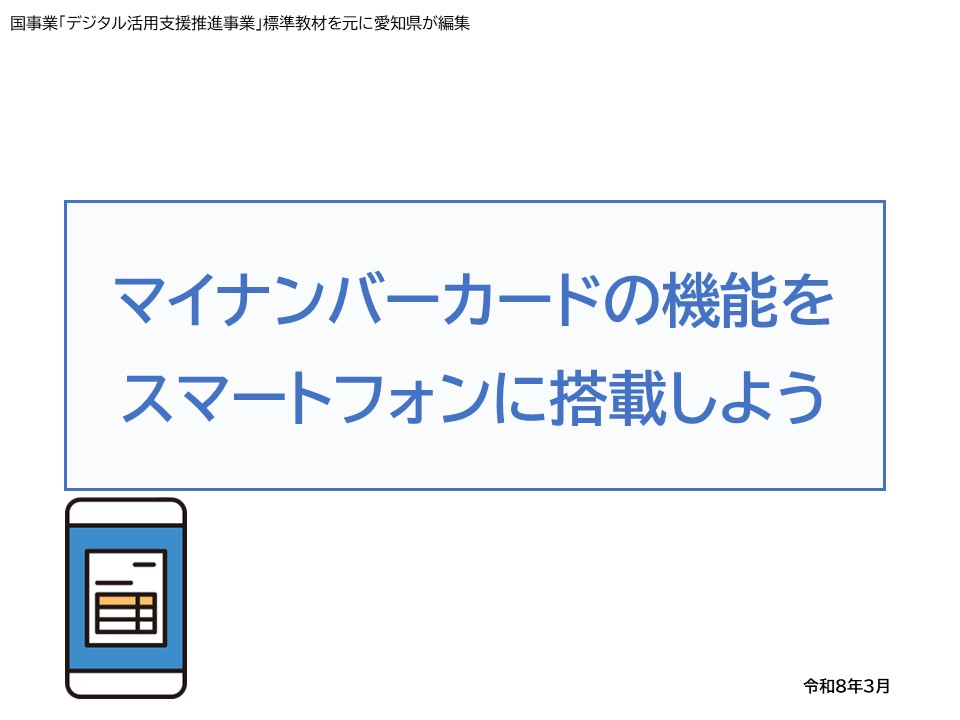 国事業｢デジタル活用支援推進事業｣標準教材を元に愛知県が編集
マイナンバーカードの機能を
スマートフォンに搭載しよう
令和8年3月